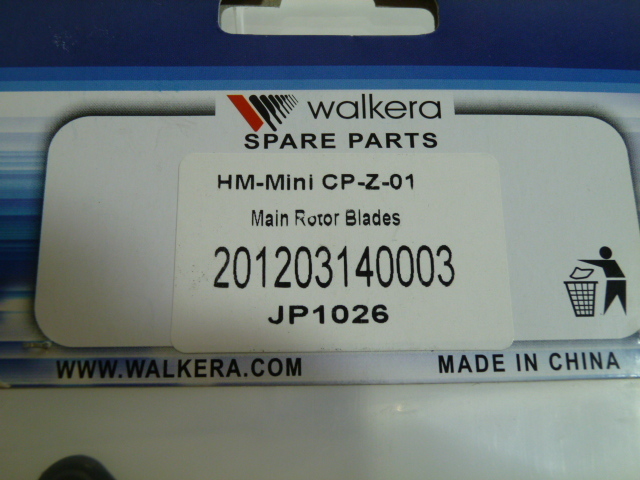 walkera
SPARE PARTS
HM-Mini CP-Z-01
Main Rotor Blades
201203140003
JP1026
WWW.WALKERA.COM
MADE IN CHINA